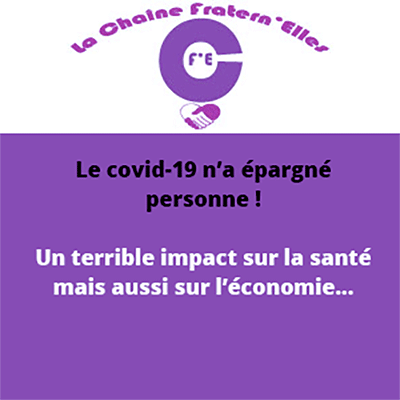 La Chaine Fratern'Elles
F°E
Le covid-19 n'a épargné
personne !
Un terrible impact sur la santé
mais aussi sur l'économie...